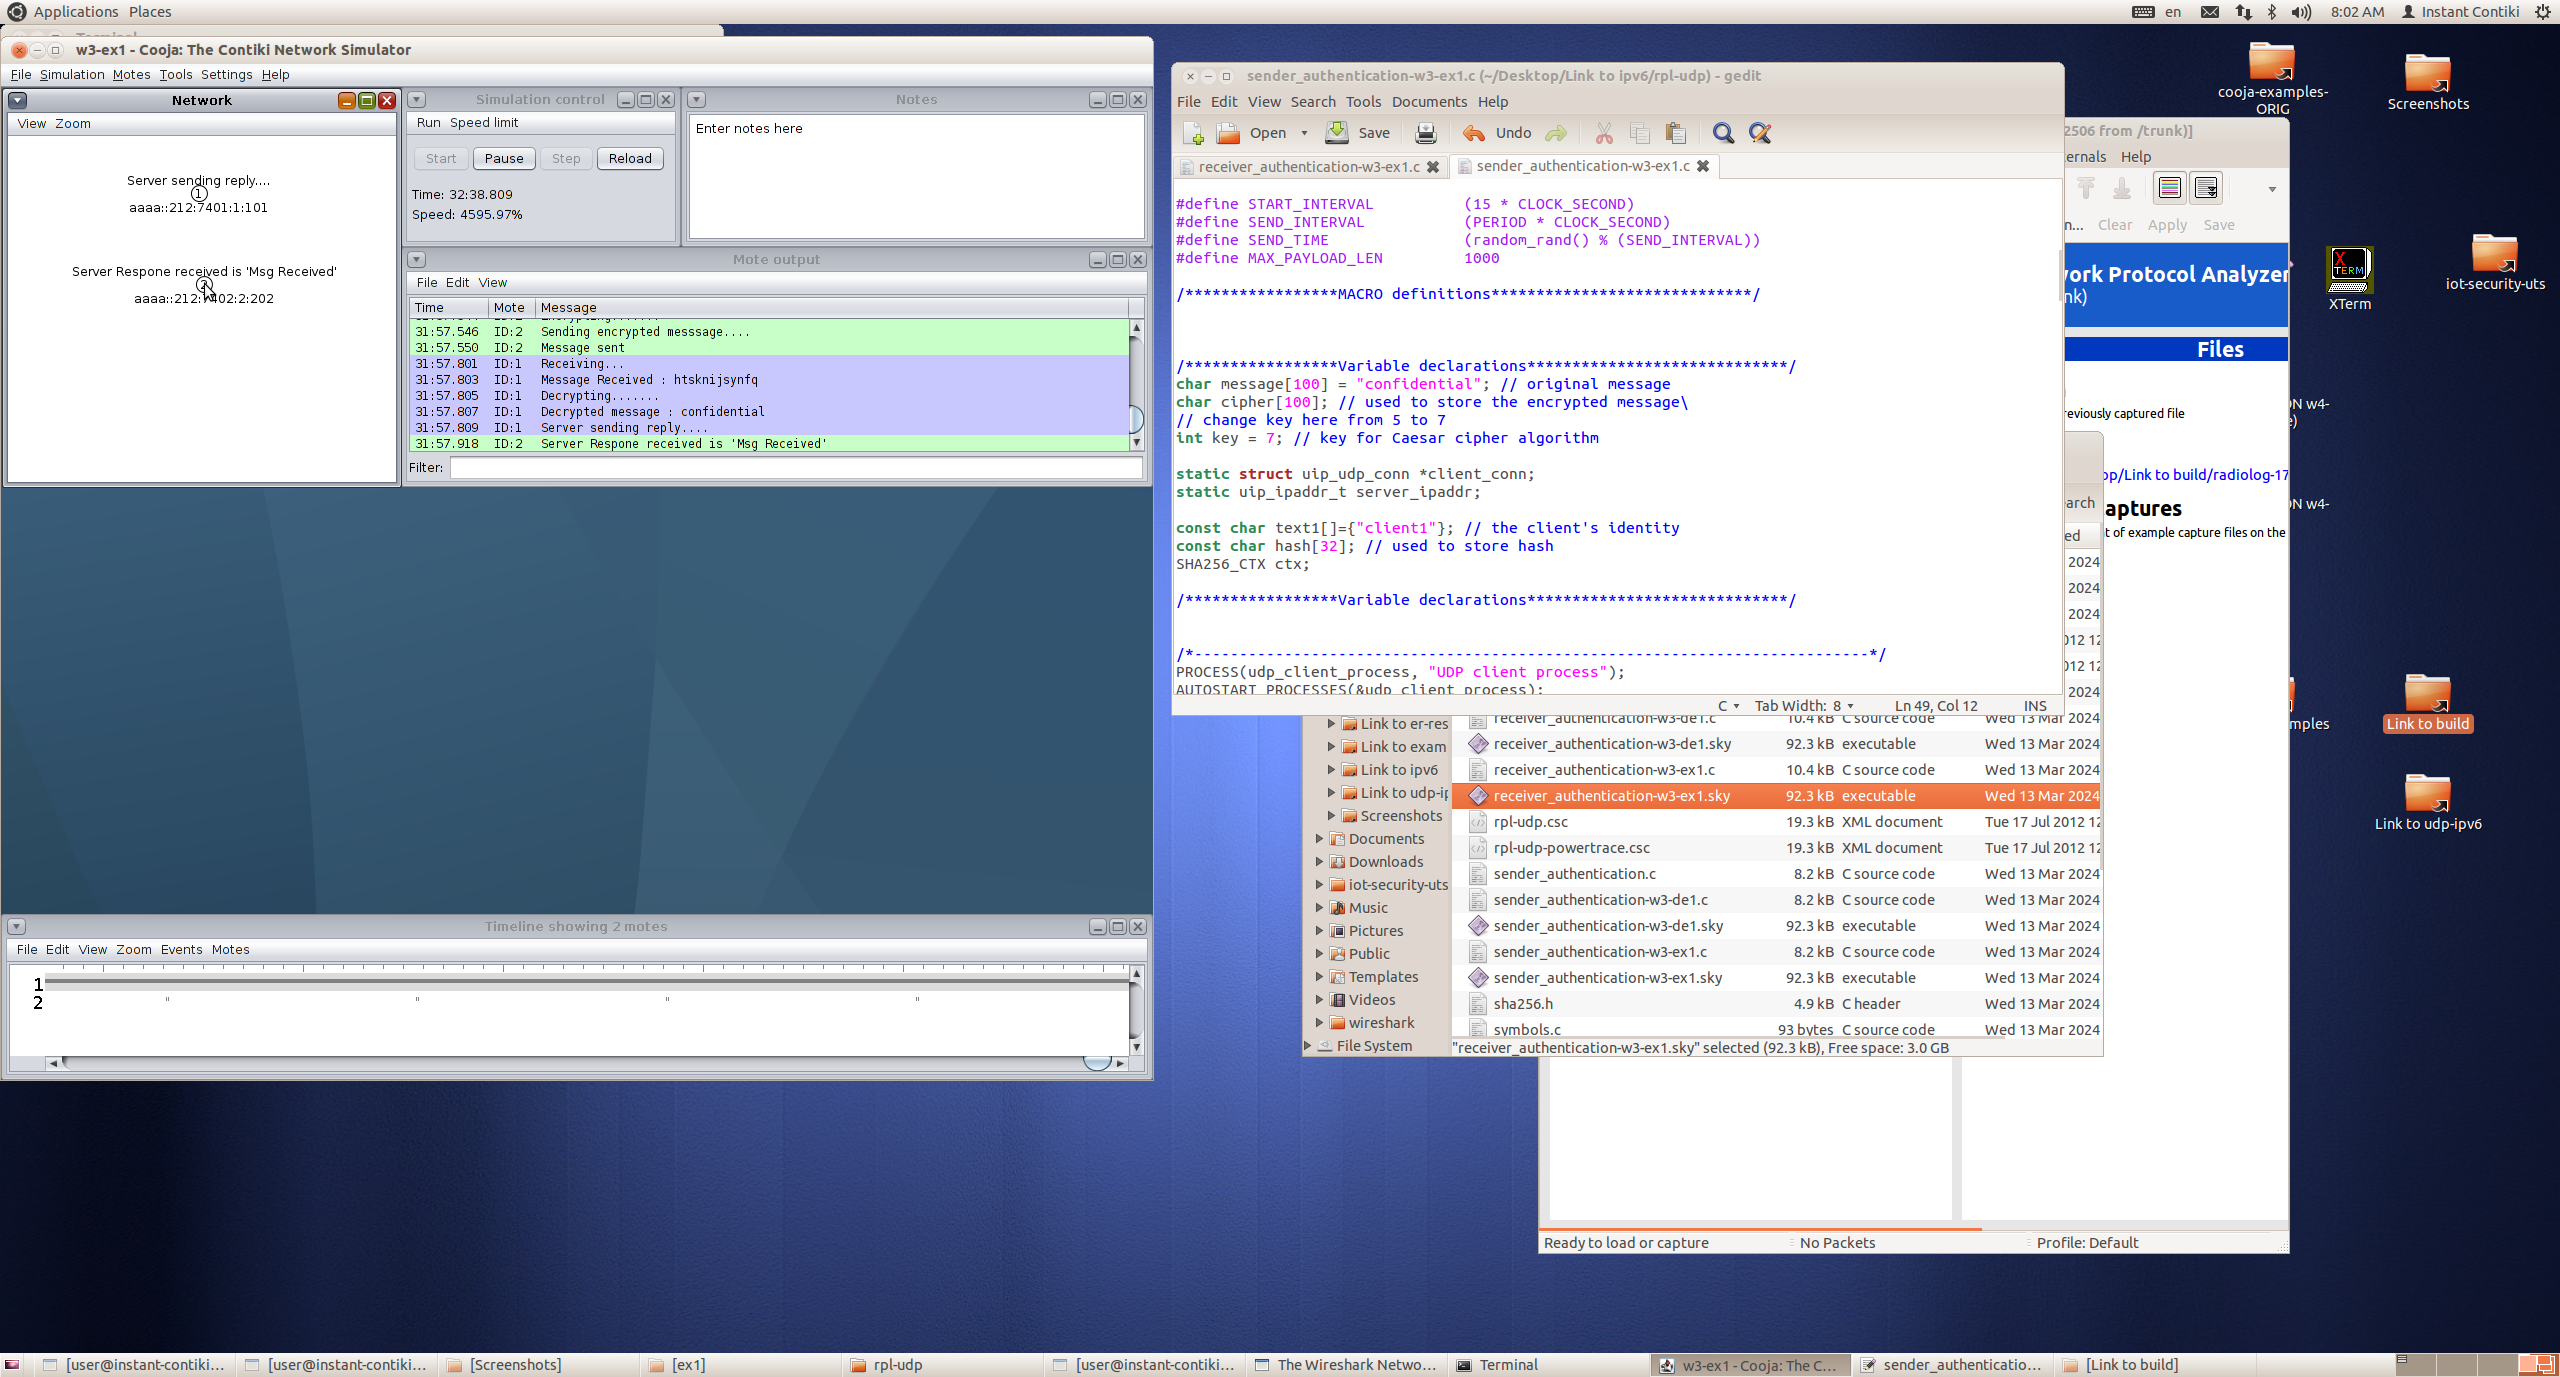 Applications Places
en 8:02 AM Instant Contiki
w3-ex1 - Cooja: The Contiki Network Simulator
File Simulation Motes Tools Settings Help
Network
View Zoom
Server sending reply....
1
aaaa::212:7401:1:101
Server Respone received is 'Msg Received'
aaaa::212:7402:2:202
Simulation control
Run Speed limit
Start Pause Step Reload
Time: 32:38.809
Speed: 4595.97%
Notes
Enter notes here
Mote output
File Edit View
Time Mote Message
31:57.546 ID:2 Sending encrypted messsage....
31:57.550 ID:2 Message sent
31:57.801 ID:1 Receiving...
31:57.803 ID:1 Message Received : htsknijsynfq
31:57.805 ID:1 Decrypting.......
31:57.807 ID:1 Decrypted message : confidential
31:57.809 ID:1 Server sending reply....
31:57.918 ID:2 Server Respone received is 'Msg Received'
Filter:
Timeline showing 2 motes
File Edit View Zoom Events Motes
1
2
sender_authentication-w3-ex1.c (~/Desktop/Link to ipv6/rpl-udp) - gedit
File Edit View Search Tools Documents Help
Open Save Undo
receiver_authentication-w3-ex1.c sender_authentication-w3-ex1.c
#define START_INTERVAL (15 * CLOCK_SECOND)
#define SEND_INTERVAL (PERIOD * CLOCK_SECOND)
#define SEND_TIME (random_rand() % (SEND_INTERVAL))
#define MAX_PAYLOAD_LEN 1000
/*****************MACRO definitions*****************************/
/*****************Variable declarations*****************************/
char message[100] = "confidential"; // original message
char cipher[100]; // used to store the encrypted message\
// change key here from 5 to 7
int key = 7; // key for Caesar cipher algorithm
static struct uip_udp_conn *client_conn;
static uip_ipaddr_t server_ipaddr;
const char text1[]={"client1"}; // the client's identity
const char hash[32]; // used to store hash
SHA256_CTX ctx;
/*****************Variable declarations*****************************/
/*---------------------------------------------------------------------------*/
PROCESS(udp_client_process, "UDP client process");
AUTOSTART_PROCESSES(&udp_client_process);
C Tab Width: 8 Ln 49, Col 12 INS
2506 from /trunk)]
ernals Help
n... Clear Apply Save
ork Protocol Analyzer
nk)
Files
reviously captured file
op/Link to build/radiolog-17
aptures
t of example capture files on the
arch
ed
2024
2024
2024
012 12
012 12
2024
Link to er-res
Link to exam
Link to ipv6
Link to udp-ip
Screenshots
Documents
Downloads
iot-security-uts
Music
Pictures
Public
Templates
Videos
wireshark
File System
receiver_authentication-w3-de1.c 10.4 kB C source code Wed 13 Mar 2024
receiver_authentication-w3-de1.sky 92.3 kB executable Wed 13 Mar 2024
receiver_authentication-w3-ex1.c 10.4 kB C source code Wed 13 Mar 2024
receiver_authentication-w3-ex1.sky 92.3 kB executable Wed 13 Mar 2024
rpl-udp.csc 19.3 kB XML document Tue 17 Jul 2012 12
rpl-udp-powertrace.csc 19.3 kB XML document Tue 17 Jul 2012 12
sender_authentication.c 8.2 kB C source code Wed 13 Mar 2024
sender_authentication-w3-de1.c 8.2 kB C source code Wed 13 Mar 2024
sender_authentication-w3-de1.sky 92.3 kB executable Wed 13 Mar 2024
sender_authentication-w3-ex1.c 8.2 kB C source code Wed 13 Mar 2024
sender_authentication-w3-ex1.sky 92.3 kB executable Wed 13 Mar 2024
sha256.h 4.9 kB C header Wed 13 Mar 2024
symbols.c 93 bytes C source code Wed 13 Mar 2024
"receiver_authentication-w3-ex1.sky" selected (92.3 kB), Free space: 3.0 GB
Ready to load or capture No Packets Profile: Default
cooja-examples-
ORIG
Screenshots
XTERM
XTerm
iot-security-uts
ON w4-
ON w4-
mples
Link to build
Link to udp-ipv6
[user@instant-contiki... [user@instant-contiki... [Screenshots] [ex1] rpl-udp [user@instant-contiki... The Wireshark Netwo... Terminal w3-ex1 - Cooja: The C... sender_authenticatio... [Link to build]